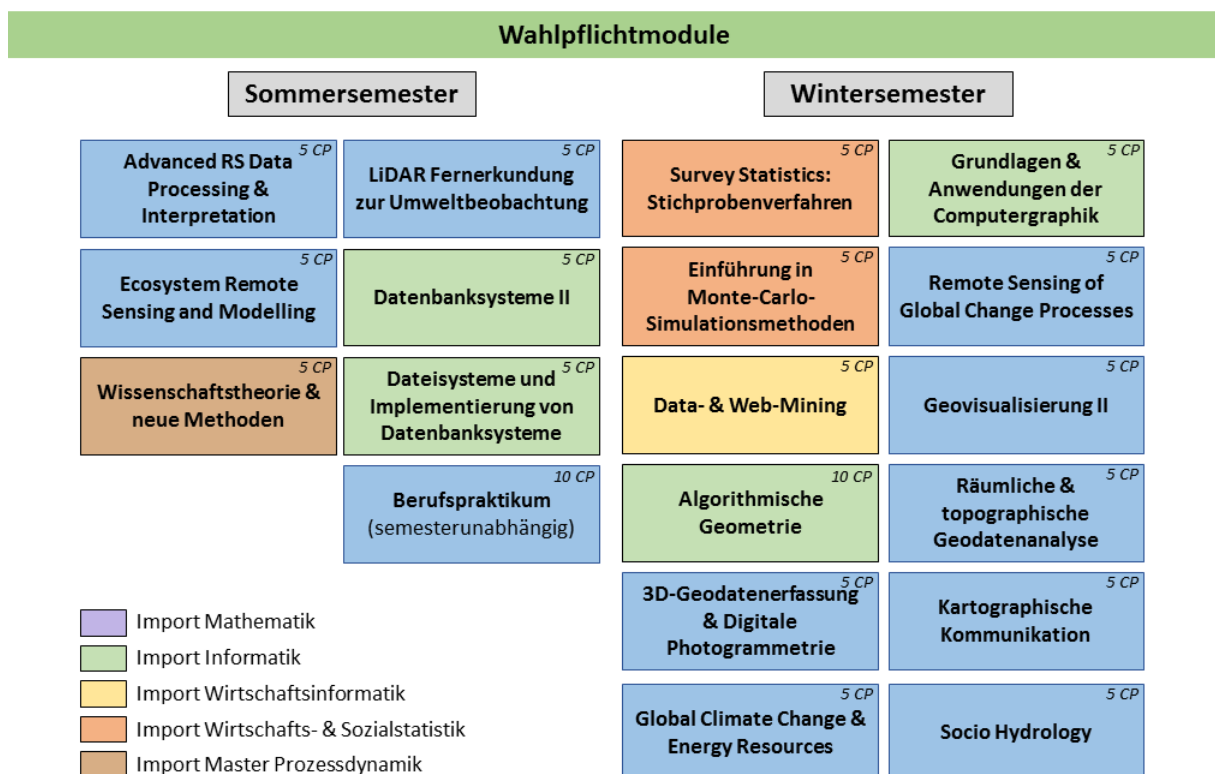 Wahlpflichtmodule
Sommersemester
Wintersemester
5 CP
Advanced RS Data
Processing &
Interpretation
5 CP
LiDAR Fernerkundung
zur Umweltbeobachtung
5 CP
Survey Statistics:
Stichprobenverfahren
5 CP
Grundlagen &
Anwendungen der
Computergraphik
5 CP
Ecosystem Remote
Sensing and Modelling
5 CP
Datenbanksysteme II
5 CP
Einführung in
Monte-Carlo-
Simulationsmethoden
5 CP
Remote Sensing of
Global Change Processes
5 CP
Wissenschaftstheorie &
neue Methoden
5 CP
Dateisysteme und
Implementierung von
Datenbanksysteme
5 CP
Data- & Web-Mining
5 CP
Geovisualisierung II
10 CP
Berufspraktikum
(semesterunabhängig)
10 CP
Algorithmische
Geometrie
5 CP
Räumliche &
topographische
Geodatenanalyse
5 CP
3D-Geodatenerfassung
& Digitale
Photogrammetrie
5 CP
Kartographische
Kommunikation
5 CP
Global Climate Change &
Energy Resources
5 CP
Socio Hydrology
Import Mathematik
Import Informatik
Import Wirtschaftsinformatik
Import Wirtschafts- & Sozialstatistik
Import Master Prozessdynamik